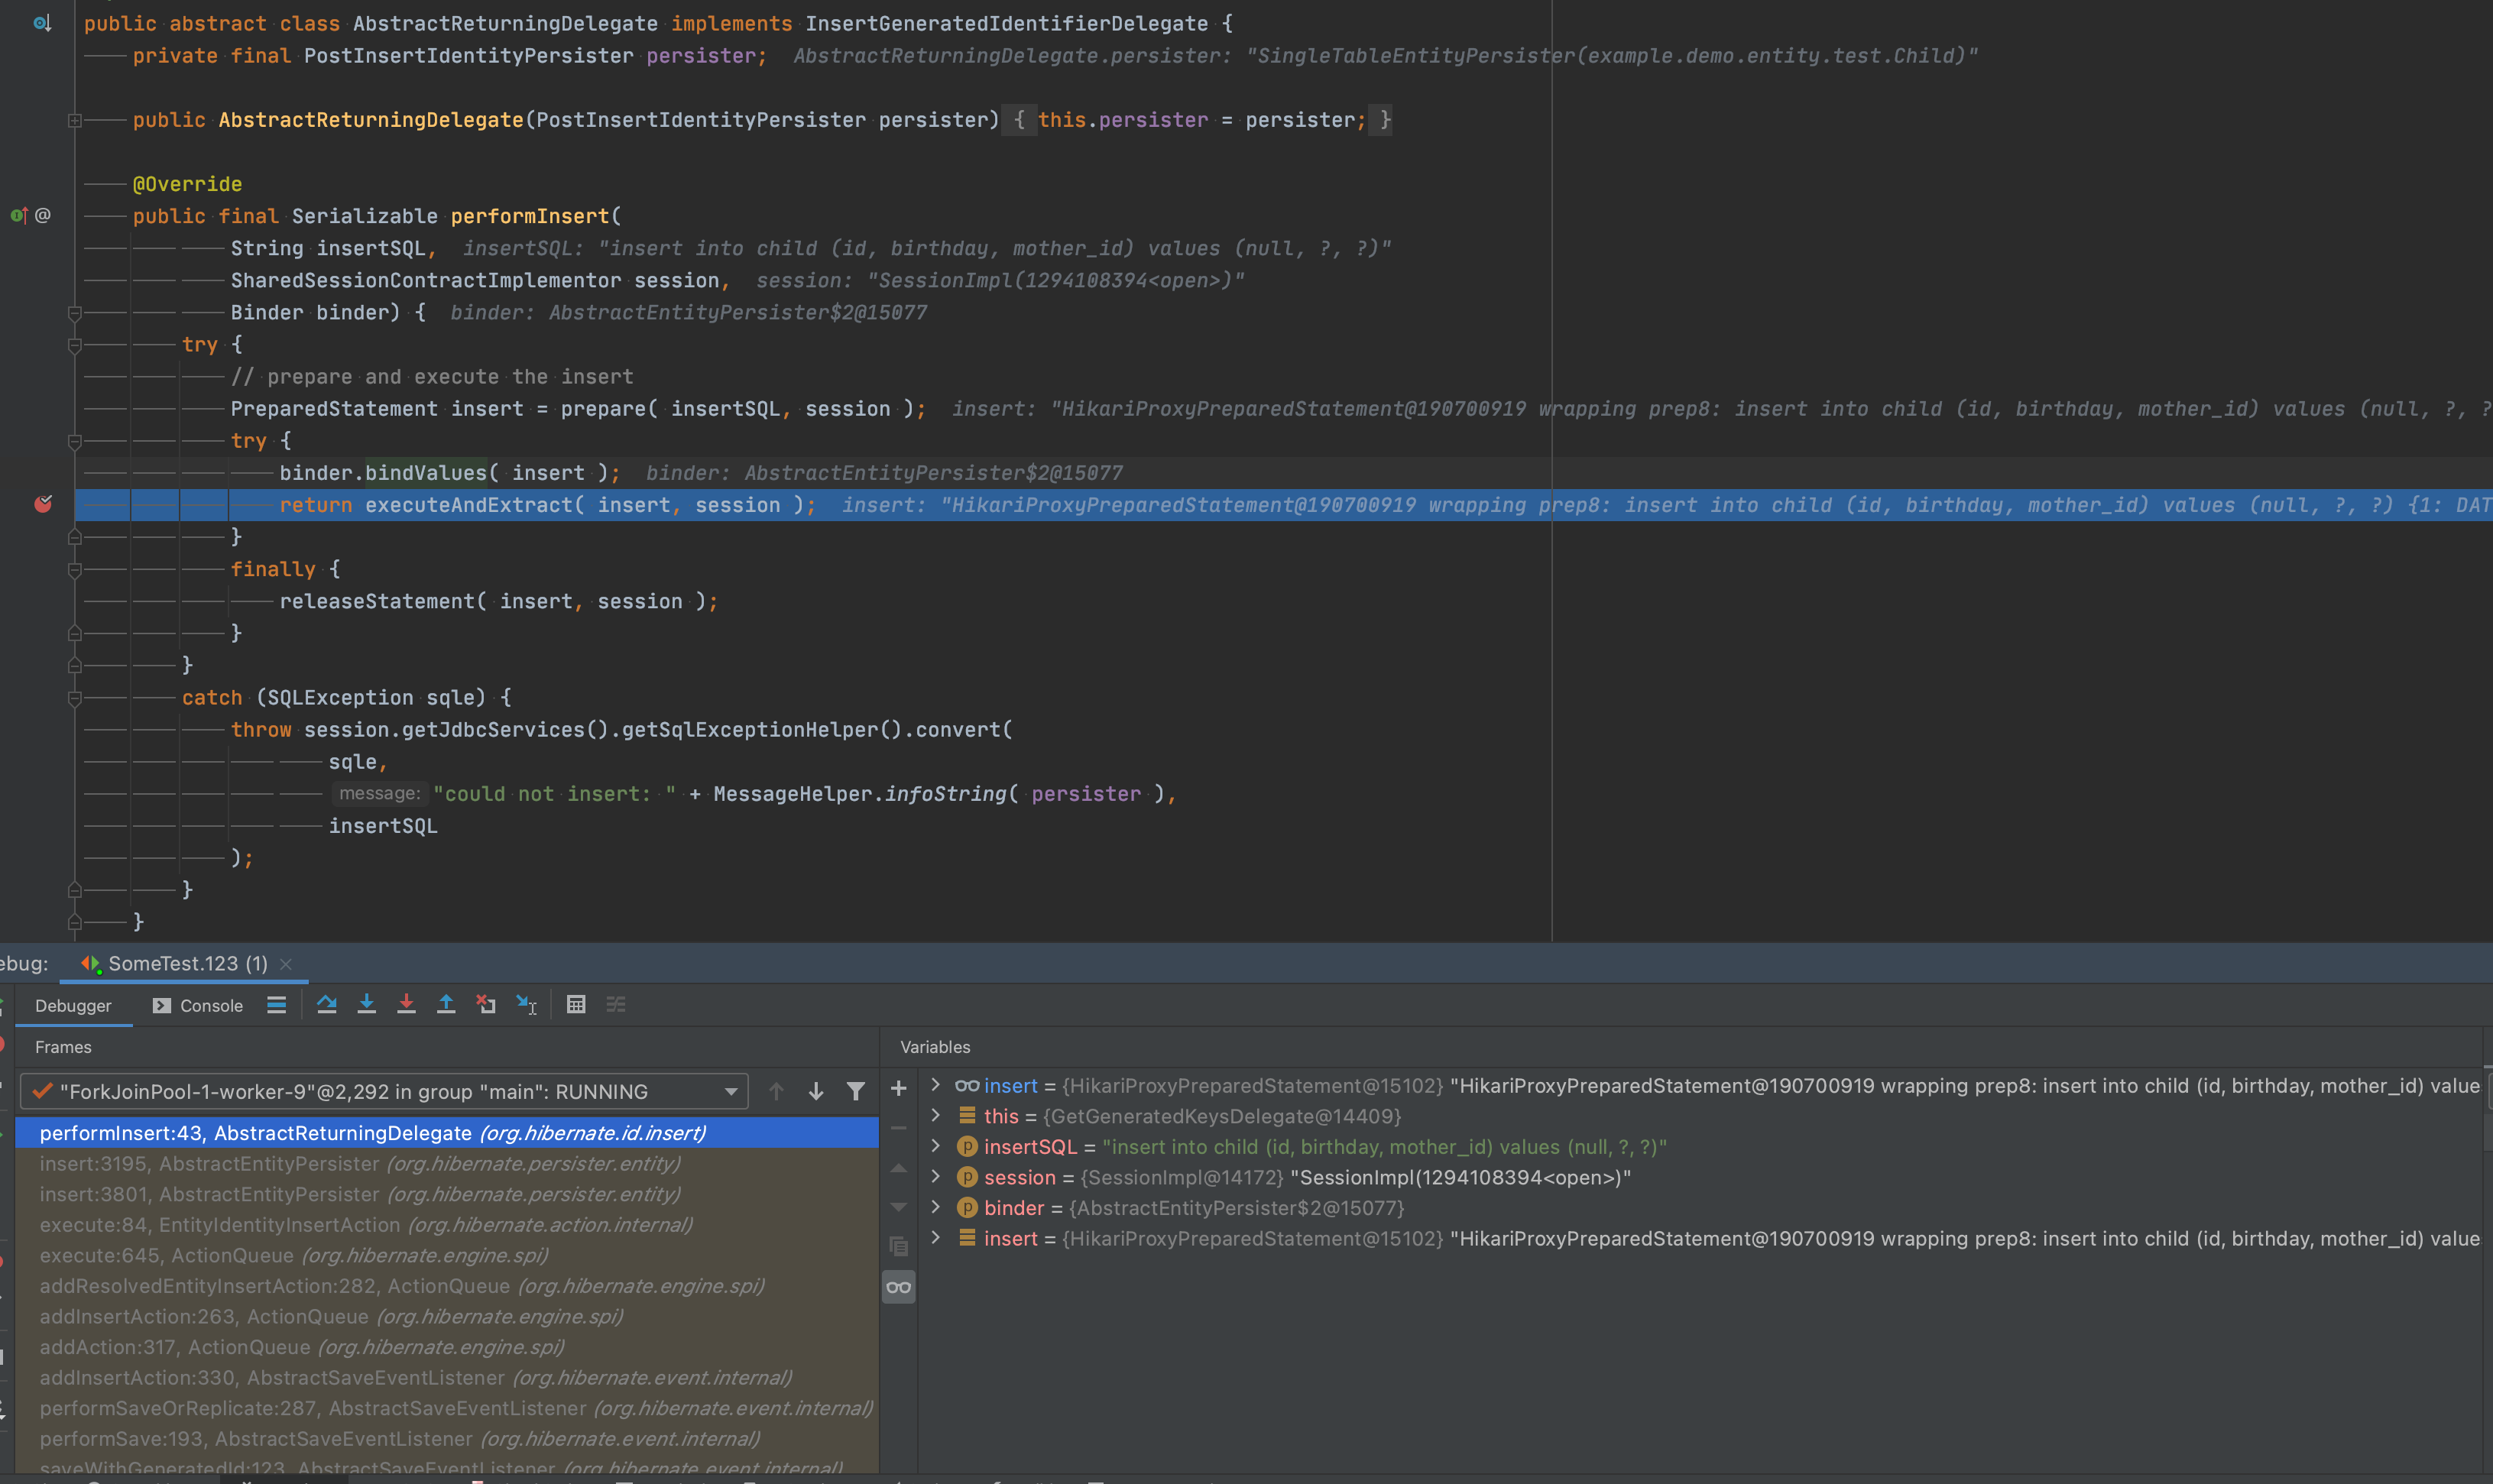 public abstract class AbstractReturningDelegate implements InsertGeneratedIdentifierDelegate {
private final PostInsertIdentityPersister persister; AbstractReturningDelegate.persister: "SingleTableEntityPersister(example.demo.entity.test.Child)"
public AbstractReturningDelegate(PostInsertIdentityPersister persister) { this.persister = persister; }
@Override
public final Serializable performInsert(
String insertSQL, insertSQL: "insert into child (id, birthday, mother_id) values (null, ?, ?)"
SharedSessionContractImplementor session, session: "SessionImpl(1294108394<open>)"
Binder binder) { binder: AbstractEntityPersister$2@15077
try {
// prepare and execute the insert
PreparedStatement insert = prepare( insertSQL, session ); insert: "HikariProxyPreparedStatement@190700919 wrapping prep8: insert into child (id, birthday, mother_id) values (null, ?, ?
try {
binder.bindValues( insert ); binder: AbstractEntityPersister$2@15077
return executeAndExtract( insert, session ); insert: "HikariProxyPreparedStatement@190700919 wrapping prep8: insert into child (id, birthday, mother_id) values (null, ?, ?) {1: DAT
}
finally {
releaseStatement( insert, session );
}
}
catch (SQLException sqle) {
throw session.getJdbcServices().getSqlExceptionHelper().convert(
sqle,
message: "could not insert: " + MessageHelper.infoString( persister ),
insertSQL
);
}
}
ebug: SomeTest.123 (1)
Debugger Console
Frames
Variables
"ForkJoinPool-1-worker-9"@2,292 in group "main": RUNNING
performInsert:43, AbstractReturningDelegate (org.hibernate.id.insert)
insert:3195, AbstractEntityPersister (org.hibernate.persister.entity)
insert:3801, AbstractEntityPersister (org.hibernate.persister.entity)
execute:84, EntityIdentityInsertAction (org.hibernate.action.internal)
execute:645, ActionQueue (org.hibernate.engine.spi)
addResolvedEntityInsertAction:282, ActionQueue (org.hibernate.engine.spi)
addInsertAction:263, ActionQueue (org.hibernate.engine.spi)
addAction:317, ActionQueue (org.hibernate.engine.spi)
addInsertAction:330, AbstractSaveEventListener (org.hibernate.event.internal)
performSaveOrReplicate:287, AbstractSaveEventListener (org.hibernate.event.internal)
performSave:193, AbstractSaveEventListener (org.hibernate.event.internal)
saveWithGeneratedId:123, AbstractSaveEventListener (org.hibernate.event.internal)
insert = {HikariProxyPreparedStatement@15102} "HikariProxyPreparedStatement@190700919 wrapping prep8: insert into child (id, birthday, mother_id) value
this = {GetGeneratedKeysDelegate@14409}
insertSQL = "insert into child (id, birthday, mother_id) values (null, ?, ?)"
session = {SessionImpl@14172} "SessionImpl(1294108394<open>)"
binder = {AbstractEntityPersister$2@15077}
insert = {HikariProxyPreparedStatement@15102} "HikariProxyPreparedStatement@190700919 wrapping prep8: insert into child (id, birthday, mother_id) value